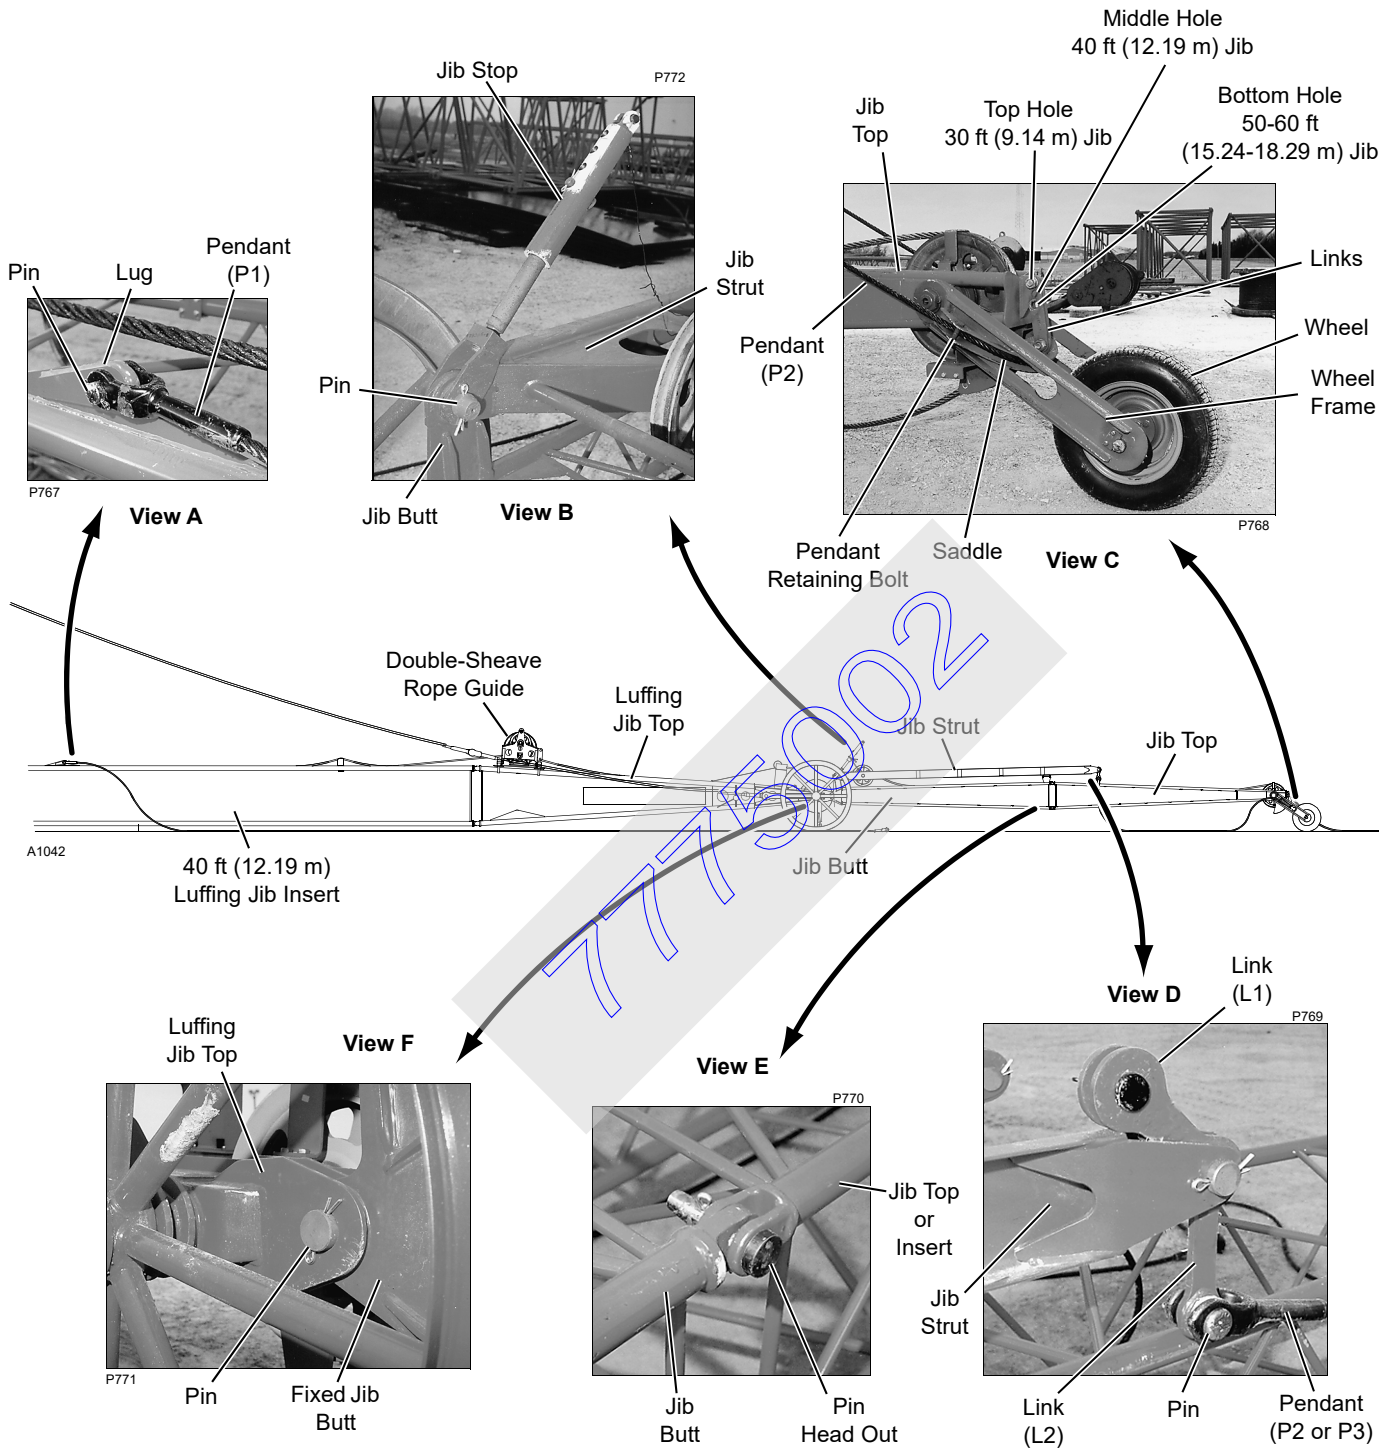 Middle Hole
40 ft (12.19 m) Jib
Jib Stop
P772
Bottom Hole
50-60 ft
(15.24-18.29 m) Jib
Jib
Top
Top Hole
30 ft (9.14 m) Jib
Pendant
(P1)
Pin
Lug
Jib
Strut
Links
Pendant
(P2)
Wheel
Pin
Wheel
Frame
P767
View A
Jib Butt
View B
P768
Pendant
Retaining Bolt
Saddle
View C
Double-Sheave
Rope Guide
Luffing
Jib Top
Jib Strut
Jib Top
A1042
40 ft (12.19 m)
Luffing Jib Insert
Jib Butt
7775002
Link
(L1)
View D
P769
Luffing
Jib Top
View F
View E
P770
Jib Top
or
Insert
Jib
Strut
P771
Pin
Fixed Jib
Butt
Jib
Butt
Pin
Head Out
Link
(L2)
Pin
Pendant
(P2 or P3)